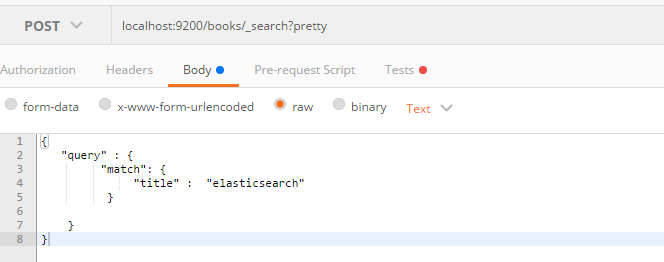 POST localhost:9200/books/_search?pretty
Authorization Headers Body Pre-request Script Tests
form-data x-www-form-urlencoded raw binary Text
1 {
2 "query" : {
3 "match": {
4 "title" : "elasticsearch"
5 }
6
7 }
8 }